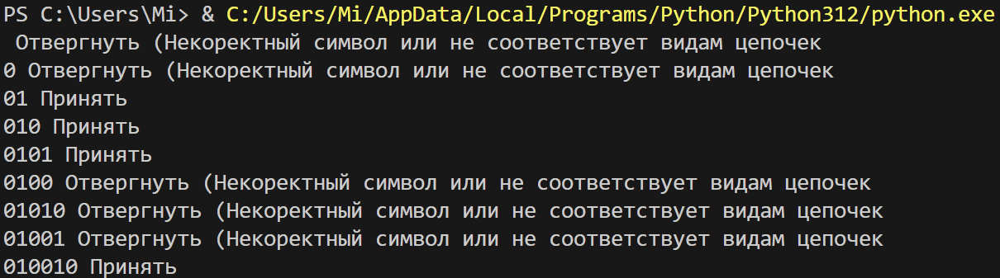 PS C:\Users\Mi> & C:/Users/Mi/AppData/Local/Programs/Python/Python312/python.exe
Отвергнуть (Некоректный символ или не соответствует видам цепочек
0 Отвергнуть (Некоректный символ или не соответствует видам цепочек
01 Принять
010 Принять
0101 Принять
0100 Отвергнуть (Некоректный символ или не соответствует видам цепочек
01010 Отвергнуть (Некоректный символ или не соответствует видам цепочек
01001 Отвергнуть (Некоректный символ или не соответствует видам цепочек
010010 Принять